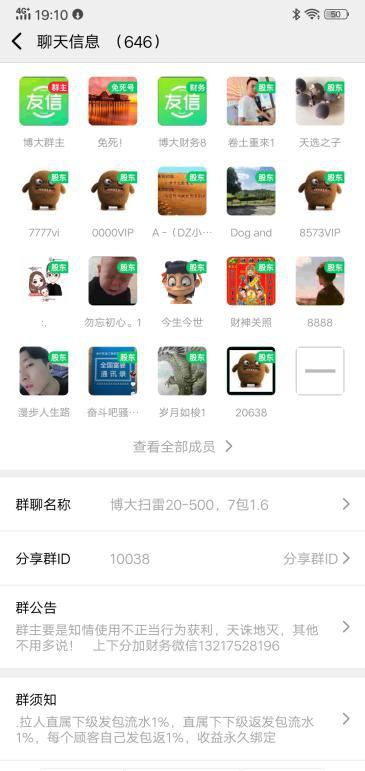 4G+ 19:10 50
聊天信息 （646）
友信 群主 免死号 友信 财务 股东 股东
博大群主 免死！ 博大财务8 卷土重來1 天选之子
股东 股东 股东 股东 股东
7777vi 0000VIP A -（DZ小… Dog and 8573VIP
股东 股东 股东 股东 股东
:. 勿忘初心。1 今生今世 财神关照 8888
股东 股东 全国富婆 通讯录 股东 股东
漫步人生路 奋斗吧骚… 岁月如梭1 20638
查看全部成员
群聊名称 博大扫雷20-500，7包1.6
分享群ID 10038 分享群ID
群公告
群主要是知情使用不正当行为获利，天诛地灭，其他
不用多说！ 上下分加财务微信13217528196
群须知
.拉人直属下级发包流水1%，直属下下级返发包流水
1%，每个顾客自己发包返1%，收益永久绑定